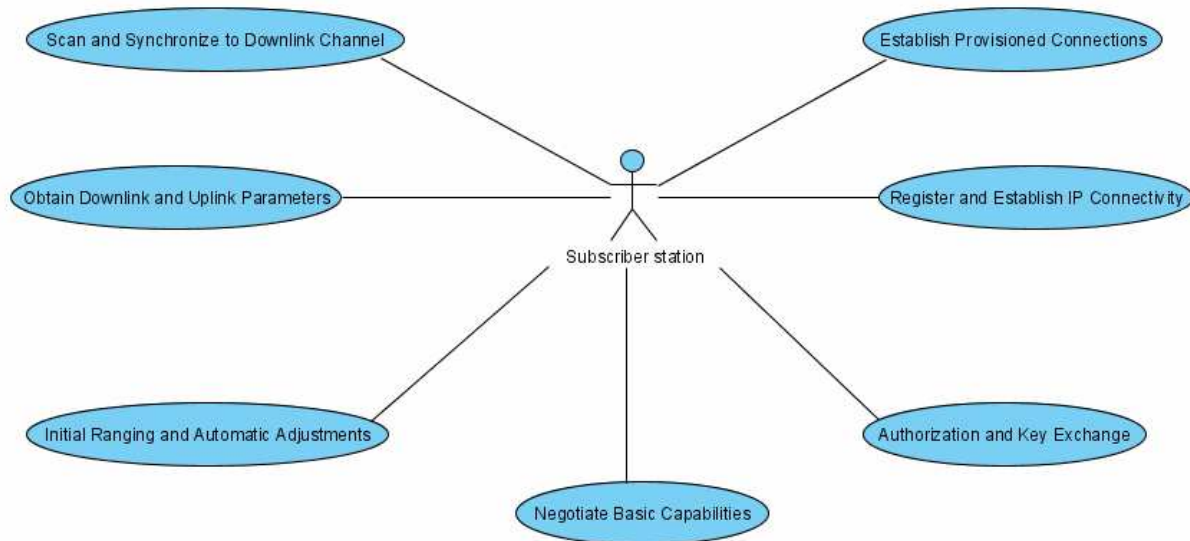 Scan and Synchronize to Downlink Channel
Establish Provisioned Connections
Obtain Downlink and Uplink Parameters
Register and Establish IP Connectivity
Subscriber station
Initial Ranging and Automatic Adjustments
Authorization and Key Exchange
Negotiate Basic Capabilities